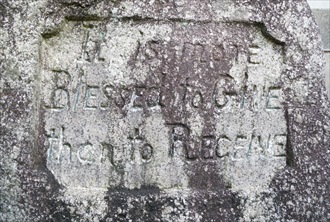 It is more
Blessed to Give
than to Receive